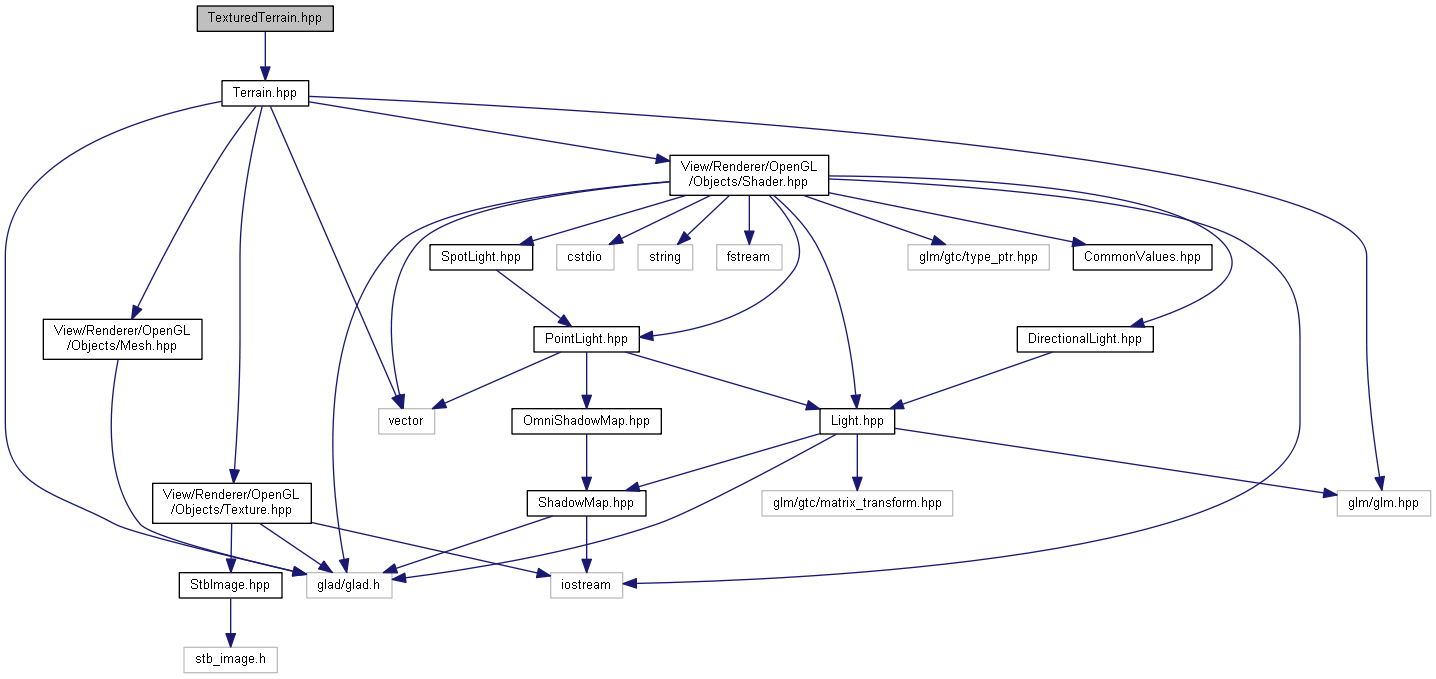 TexturedTerrain.hpp
Terrain.hpp
View/Renderer/OpenGL
/Objects/Shader.hpp
SpotLight.hpp
cstdio
string
fstream
glm/gtc/type_ptr.hpp
CommonValues.hpp
View/Renderer/OpenGL
/Objects/Mesh.hpp
PointLight.hpp
DirectionalLight.hpp
vector
OmniShadowMap.hpp
Light.hpp
View/Renderer/OpenGL
/Objects/Texture.hpp
ShadowMap.hpp
glm/gtc/matrix_transform.hpp
glm/glm.hpp
StbImage.hpp
glad/glad.h
iostream
stb_image.h